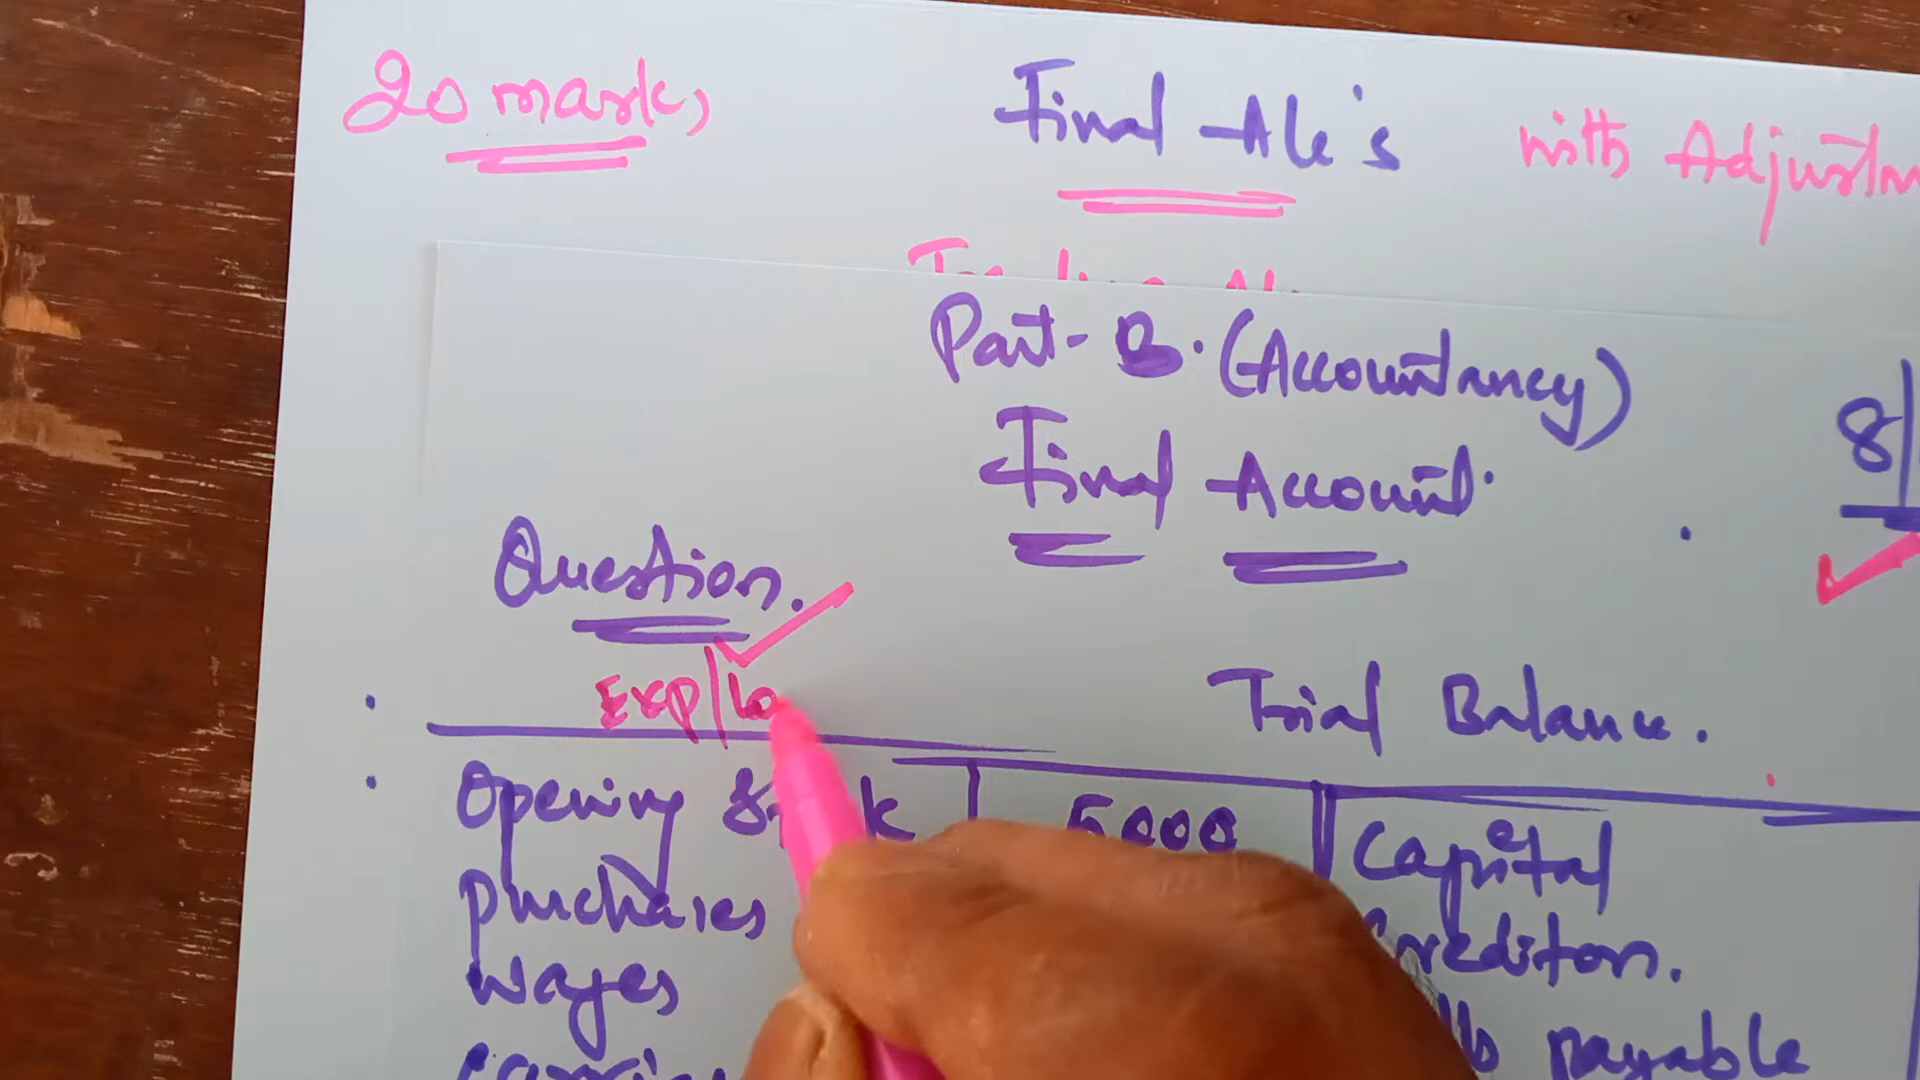 20 marks
Final A/c's with Adjustm
Trading A/c
Part-B. (Accountancy)
Final Account.
8/
Question.
Exp/Lo
Trial Balance.
Opening Stock 5000 Capital
purchases Creditors.
wages payable